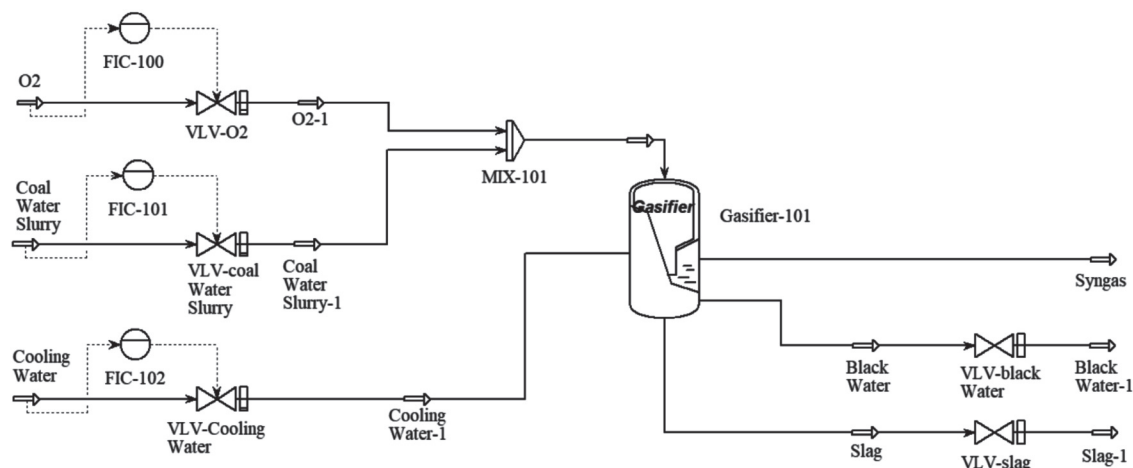 FIC-100
O2
VLV-O2
O2-1
MIX-101
Coal
Water
Slurry
FIC-101
VLV-coal
Water
Slurry
Coal
Water
Slurry-1
Gasifier
Gasifier-101
Syngas
Cooling
Water
FIC-102
VLV-Cooling
Water
Cooling
Water-1
Black
Water
VLV-black
Water
Black
Water-1
Slag
VLV-slag
Slag-1